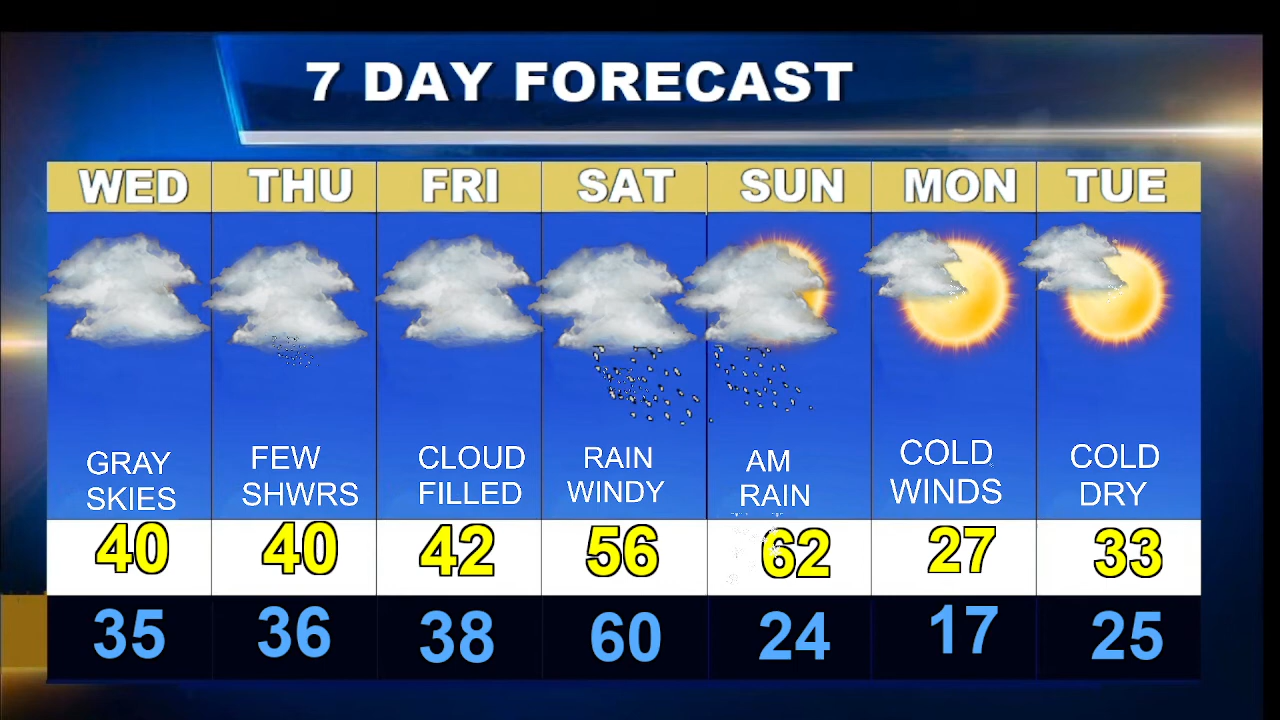 7 DAY FORECAST
WED THU FRI SAT SUN MON TUE
GRAY SKIES
FEW SHWRS
CLOUD FILLED
RAIN WINDY
AM RAIN
COLD WINDS
COLD DRY
40 40 42 56 62 27 33
35 36 38 60 24 17 25